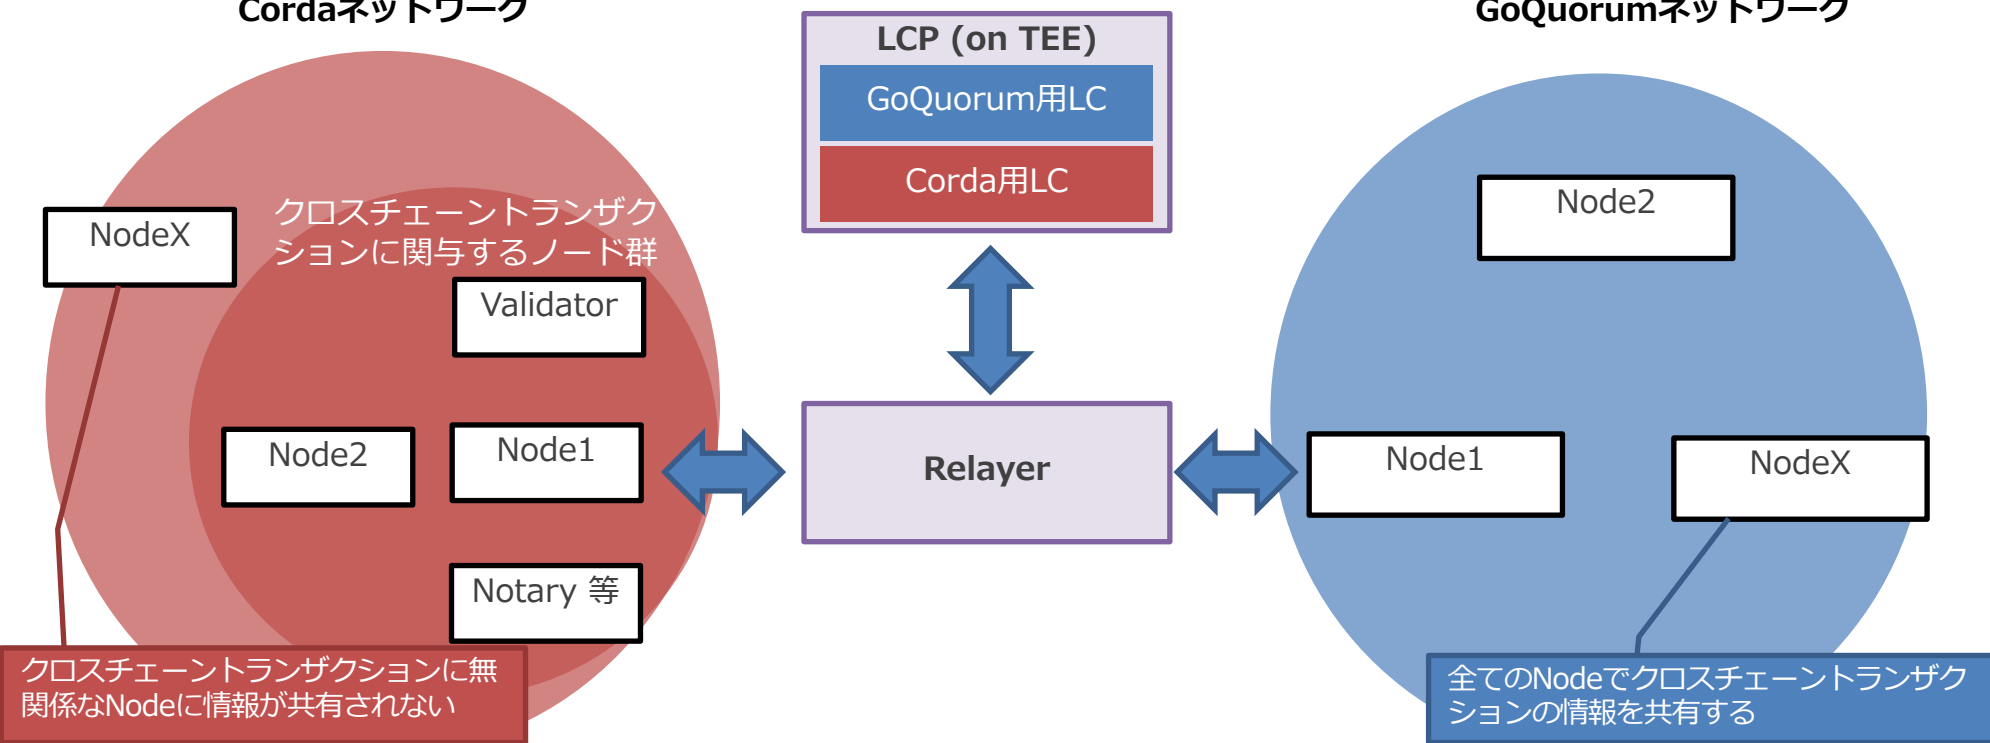 Cordaネットワーク
GoQuorumネットワーク
LCP (on TEE)
GoQuorum用LC
Corda用LC
NodeX
クロスチェーントランザク
ションに関与するノード群
Validator
Node2
Node1
Notary 等
Relayer
Node2
Node1
NodeX
クロスチェーントランザクションに無
関係なNodeに情報が共有されない
全てのNodeでクロスチェーントランザク
ションの情報を共有する